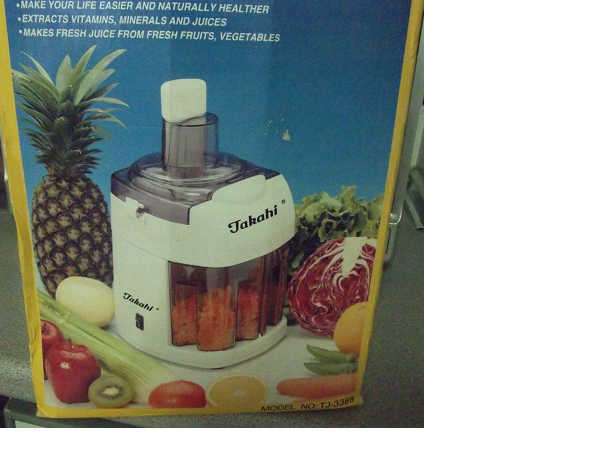 •MAKE YOUR LIFE EASIER AND NATURALLY HEALTHER
•EXTRACTS VITAMINS, MINERALS AND JUICES
•MAKES FRESH JUICE FROM FRESH FRUITS, VEGETABLES
Takahi ®
Takahi ®
MODEL NO: TJ-3388